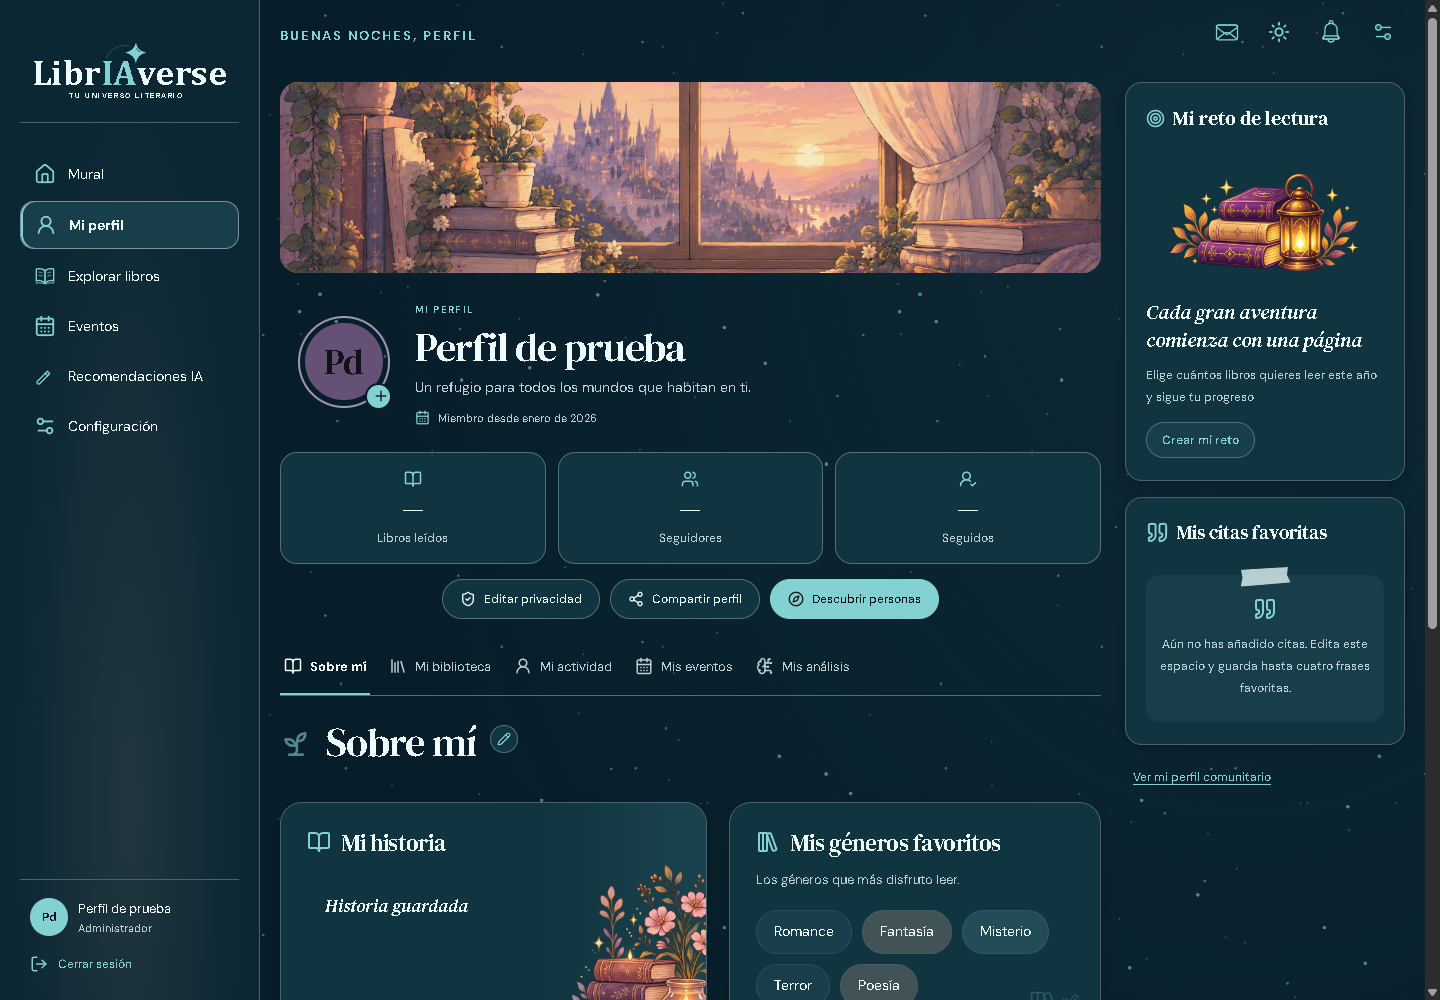 LibrIAverse
TU UNIVERSO LITERARIO
Mural
Mi perfil
Explorar libros
Eventos
Recomendaciones IA
Configuración
Pd
Perfil de prueba
Administrador
Cerrar sesión
BUENAS NOCHES, PERFIL
Pd
MI PERFIL
Perfil de prueba
Un refugio para todos los mundos que habitan en ti.
Miembro desde enero de 2026
— — —
Libros leídos Seguidores Seguidos
Editar privacidad Compartir perfil Descubrir personas
Sobre mí Mi biblioteca Mi actividad Mis eventos Mis análisis
Sobre mí
Mi historia
Historia guardada
Mis géneros favoritos
Los géneros que más disfruto leer.
Romance Fantasía Misterio
Terror Poesía
Mi reto de lectura
Cada gran aventura
comienza con una página
Elige cuántos libros quieres leer este año
y sigue tu progreso
Crear mi reto
Mis citas favoritas
Aún no has añadido citas. Edita este
espacio y guarda hasta cuatro frases
favoritas.
Ver mi perfil comunitario